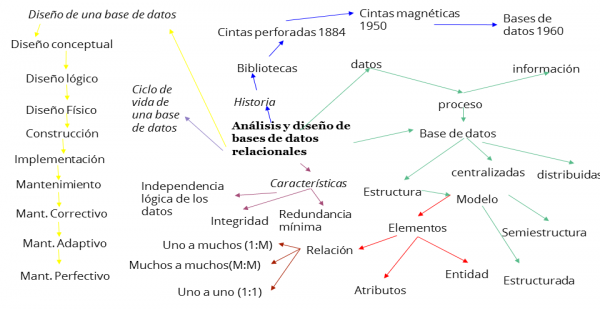 Diseño de una base de datos
Diseño conceptual
Diseño lógico
Diseño Físico
Construcción
Implementación
Mantenimiento
Mant. Correctivo
Mant. Adaptivo
Mant. Perfectivo
Ciclo de
vida de
una base
de datos
Cintas perforadas 1884
Cintas magnéticas
1950
Bases de
datos 1960
Bibliotecas
Historia
Análisis y diseño de
bases de datos
relacionales
datos
información
proceso
Base de datos
centralizadas
distribuidas
Estructura
Modelo
Semiestructura
Estructurada
Características
Independencia
lógica de los
datos
Integridad
Redundancia
mínima
Elementos
Relación
Atributos
Entidad
Uno a muchos (1:M)
Muchos a muchos(M:M)
Uno a uno (1:1)